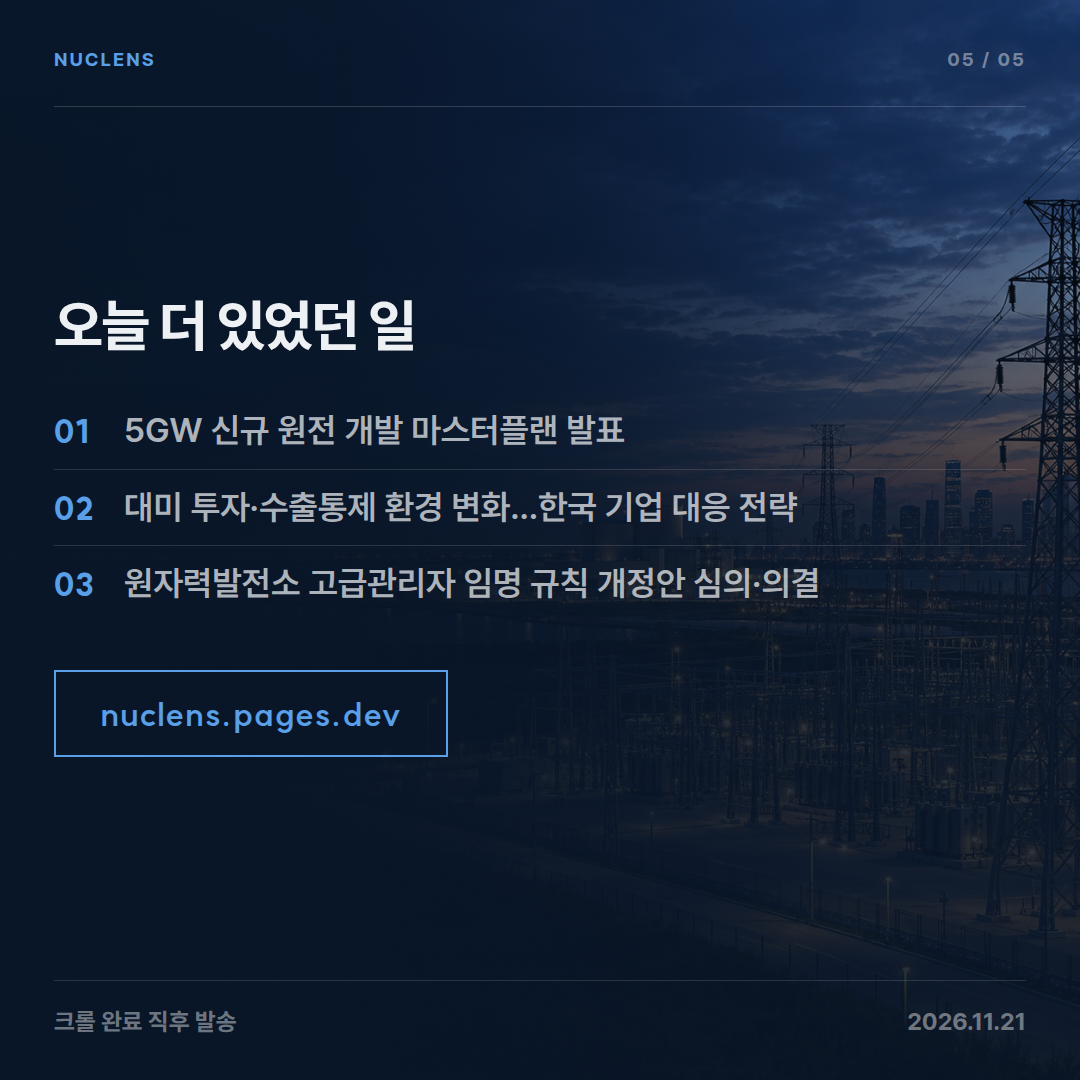 NUCLENS
05 / 05
오늘 더 있었던 일
01 5GW 신규 원전 개발 마스터플랜 발표
02 대미 투자·수출통제 환경 변화...한국 기업 대응 전략
03 원자력발전소 고급관리자 임명 규칙 개정안 심의·의결
nuclens.pages.dev
크롤 완료 직후 발송
2026.11.21